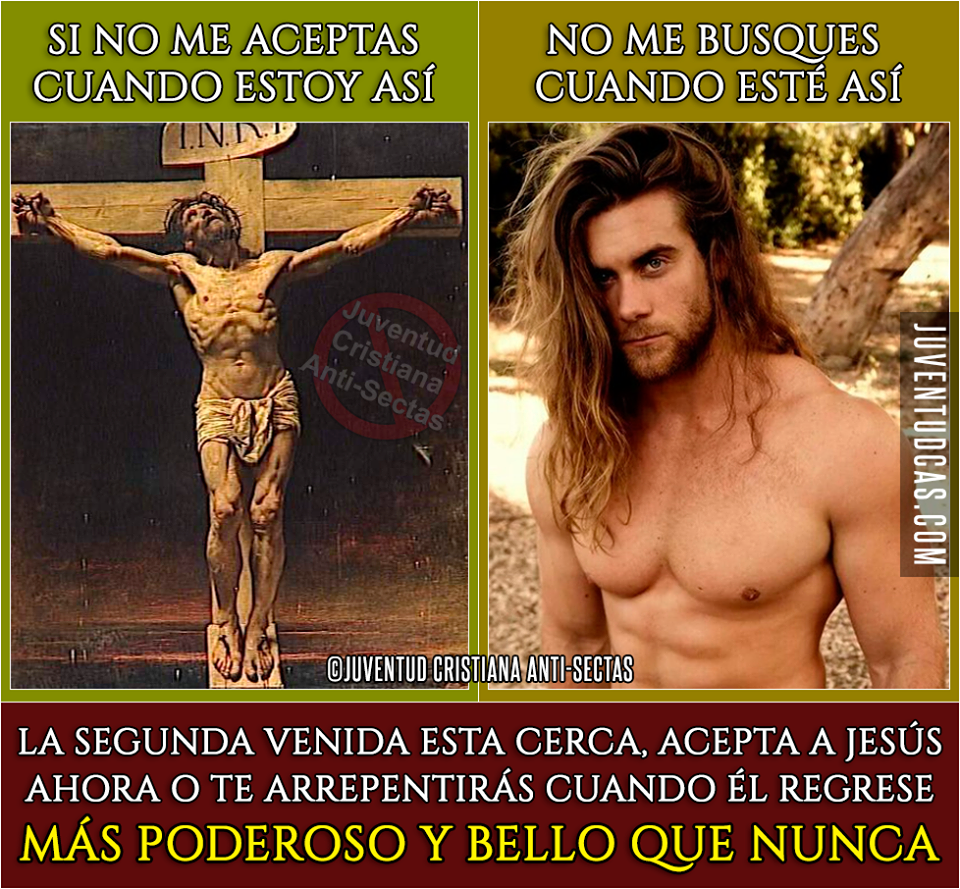 SI NO ME ACEPTAS
CUANDO ESTOY ASÍ
NO ME BUSQUES
CUANDO ESTÉ ASÍ
I.N.R.I
Juventud
Cristiana
Anti-Sectas
JUVENTUDCAS.COM
©JUVENTUD CRISTIANA ANTI-SECTAS
LA SEGUNDA VENIDA ESTA CERCA, ACEPTA A JESÚS
AHORA O TE ARREPENTIRÁS CUANDO ÉL REGRESE
MÁS PODEROSO Y BELLO QUE NUNCA